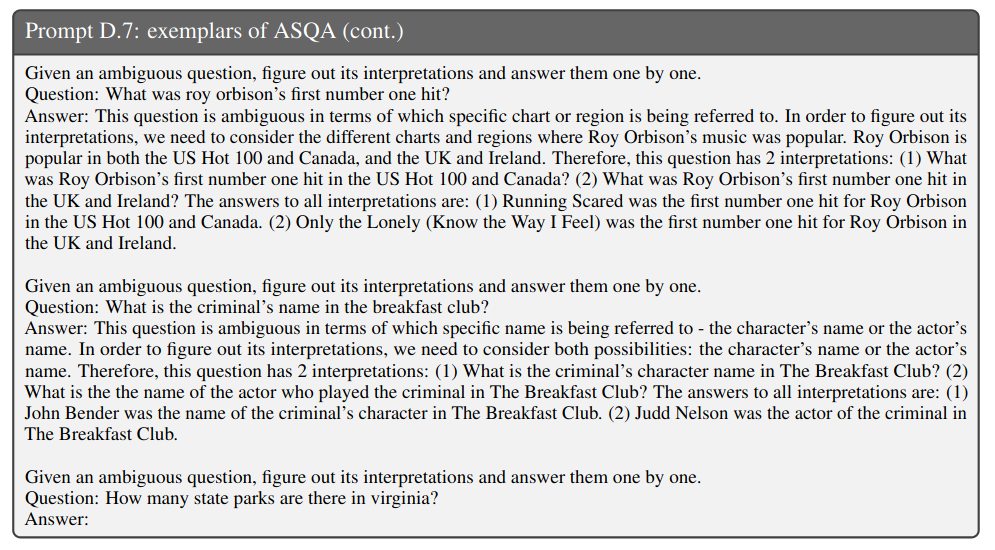 Prompt D.7: exemplars of ASQA (cont.)
Given an ambiguous question, figure out its interpretations and answer them one by one.
Question: What was roy orbison's first number one hit?
Answer: This question is ambiguous in terms of which specific chart or region is being referred to. In order to figure out its
interpretations, we need to consider the different charts and regions where Roy Orbison's music was popular. Roy Orbison is
popular in both the US Hot 100 and Canada, and the UK and Ireland. Therefore, this question has 2 interpretations: (1) What
was Roy Orbison's first number one hit in the US Hot 100 and Canada? (2) What was Roy Orbison's first number one hit in
the UK and Ireland? The answers to all interpretations are: (1) Running Scared was the first number one hit for Roy Orbison
in the US Hot 100 and Canada. (2) Only the Lonely (Know the Way I Feel) was the first number one hit for Roy Orbison in
the UK and Ireland.
Given an ambiguous question, figure out its interpretations and answer them one by one.
Question: What is the criminal's name in the breakfast club?
Answer: This question is ambiguous in terms of which specific name is being referred to - the character's name or the actor's
name. In order to figure out its interpretations, we need to consider both possibilities: the character's name or the actor's
name. Therefore, this question has 2 interpretations: (1) What is the criminal's character name in The Breakfast Club? (2)
What is the the name of the actor who played the criminal in The Breakfast Club? The answers to all interpretations are: (1)
John Bender was the name of the criminal's character in The Breakfast Club. (2) Judd Nelson was the actor of the criminal in
The Breakfast Club.
Given an ambiguous question, figure out its interpretations and answer them one by one.
Question: How many state parks are there in virginia?
Answer: